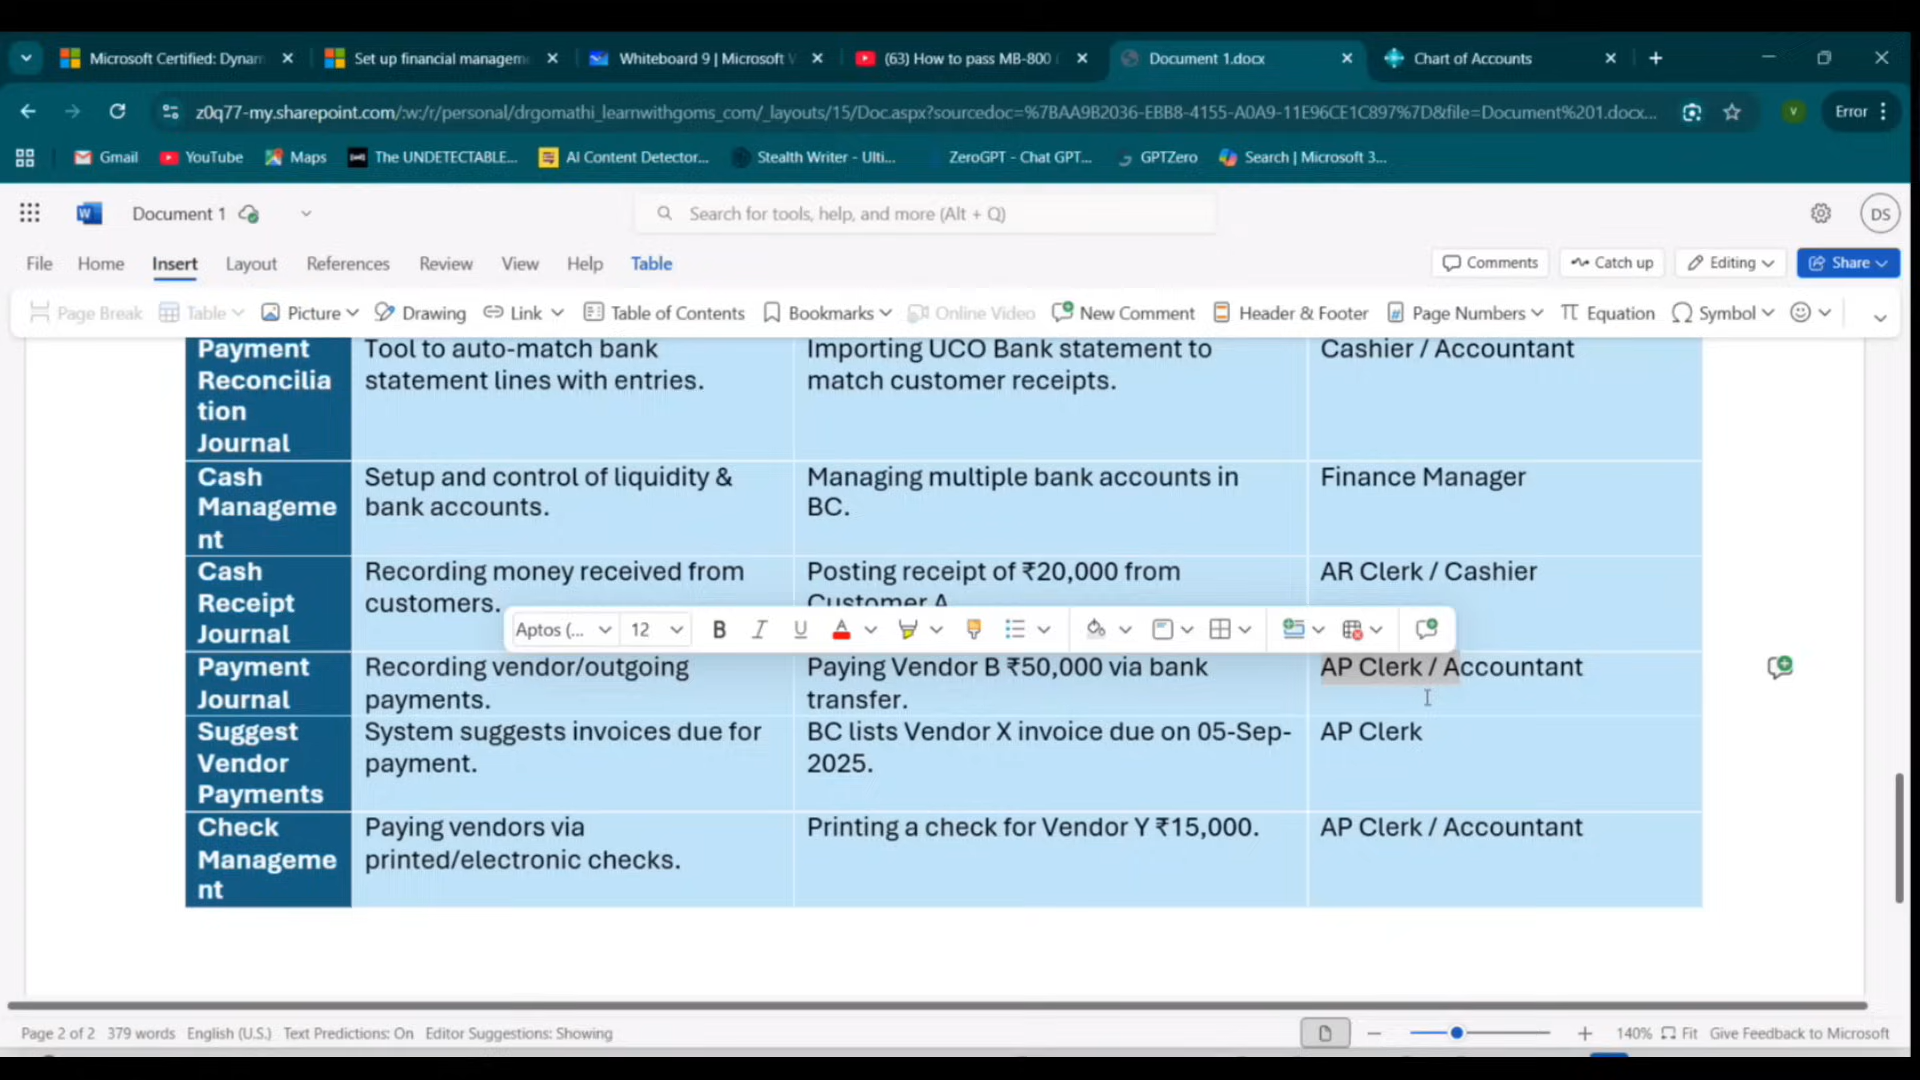 Microsoft Certified: Dynam
Set up financial managem
Whiteboard 9 | Microsoft
(63) How to pass MB-800
Document 1.docx
Chart of Accounts
z0q77-my.sharepoint.com/:w:/r/personal/drgomathi_learnwithgoms_com/_layouts/15/Doc.aspx?sourcedoc=%7BAA9B2036-EBB8-4155-A0A9-11E96CE1C897%7D&file=Document%201.docx...
Error
Gmail
YouTube
Maps
The UNDETECTABLE...
AI Content Detector...
Stealth Writer - Ulti...
ZeroGPT - Chat GPT...
GPTZero
Search | Microsoft 3...
Document 1
Search for tools, help, and more (Alt + Q)
DS
File
Home
Insert
Layout
References
Review
View
Help
Table
Comments
Catch up
Editing
Share
Page Break
Table
Picture
Drawing
Link
Table of Contents
Bookmarks
Online Video
New Comment
Header & Footer
Page Numbers
Equation
Symbol
Payment
Reconcilia
tion
Journal
Tool to auto-match bank
statement lines with entries.
Importing UCO Bank statement to
match customer receipts.
Cashier / Accountant
Cash
Manageme
nt
Setup and control of liquidity &
bank accounts.
Managing multiple bank accounts in
BC.
Finance Manager
Cash
Receipt
Journal
Recording money received from
customers.
Posting receipt of ₹20,000 from
Customer A
AR Clerk / Cashier
Aptos (...
12
B
I
U
A
Payment
Journal
Recording vendor/outgoing
payments.
Paying Vendor B ₹50,000 via bank
transfer.
AP Clerk / Accountant
Suggest
Vendor
Payments
System suggests invoices due for
payment.
BC lists Vendor X invoice due on 05-Sep-
2025.
AP Clerk
Check
Manageme
nt
Paying vendors via
printed/electronic checks.
Printing a check for Vendor Y ₹15,000.
AP Clerk / Accountant
Page 2 of 2
379 words
English (U.S.)
Text Predictions: On
Editor Suggestions: Showing
140%
Fit
Give Feedback to Microsoft